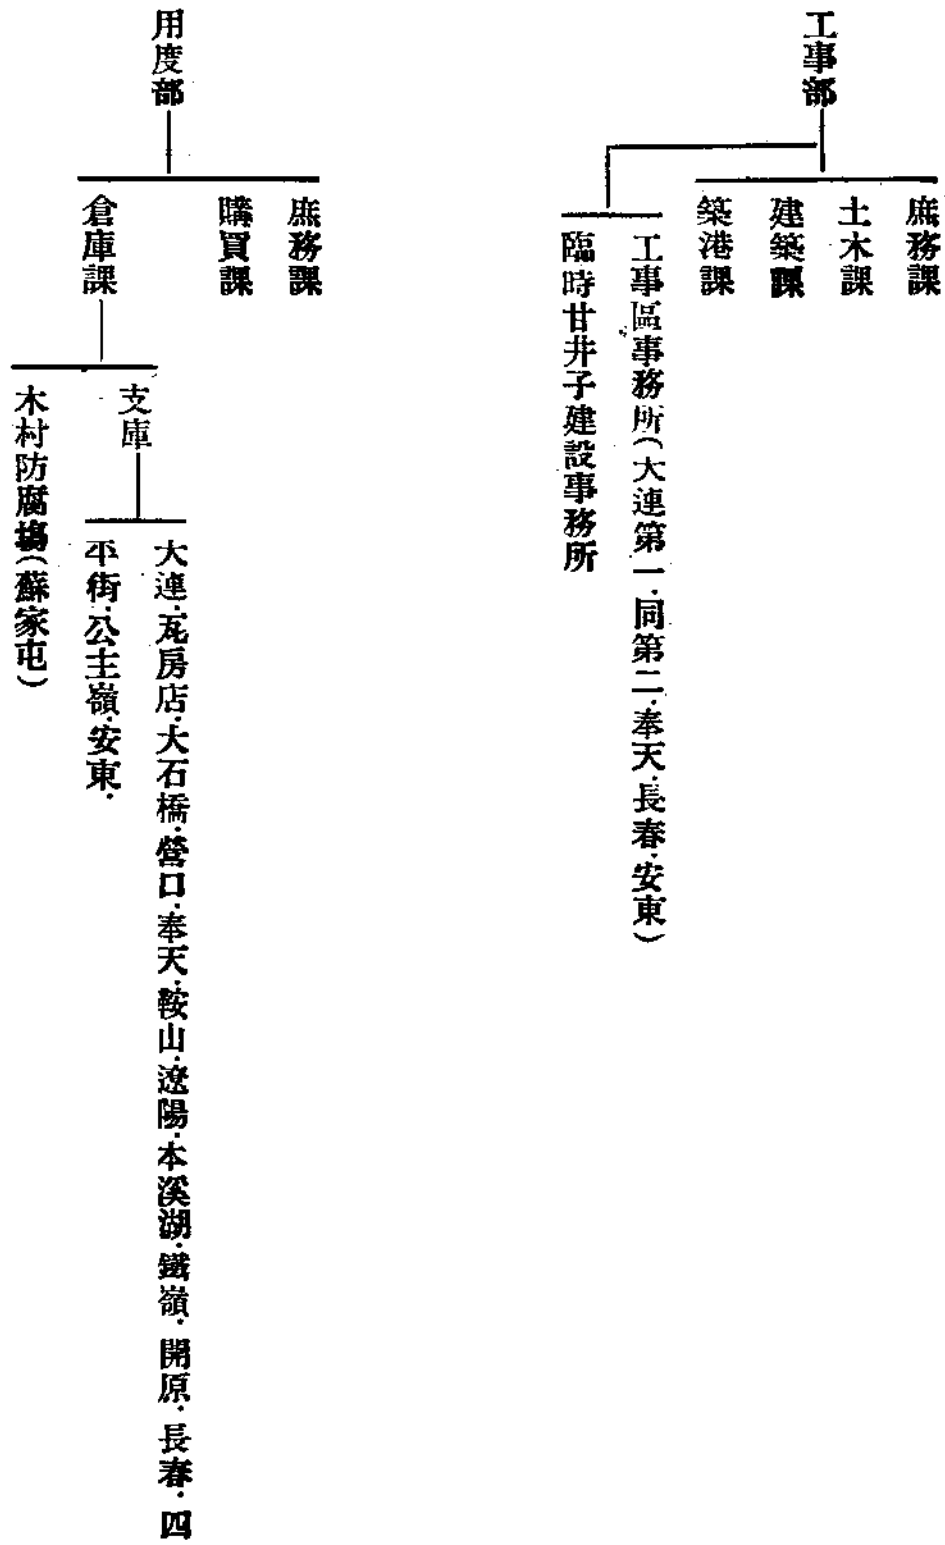 工事部
庶務課
土木課
建築課
築港課
工事區事務所(大連第一・同第二・奉天・長春・安東)
臨時甘井子建設事務所
用度部
庶務課
購買課
倉庫課
支庫
大連・瓦房店・大石橋・營口・奉天・鞍山・遼陽・本溪湖・鐵嶺・開原・長春・四
平街・公主嶺・安東・
木村防腐場(蘇家屯)